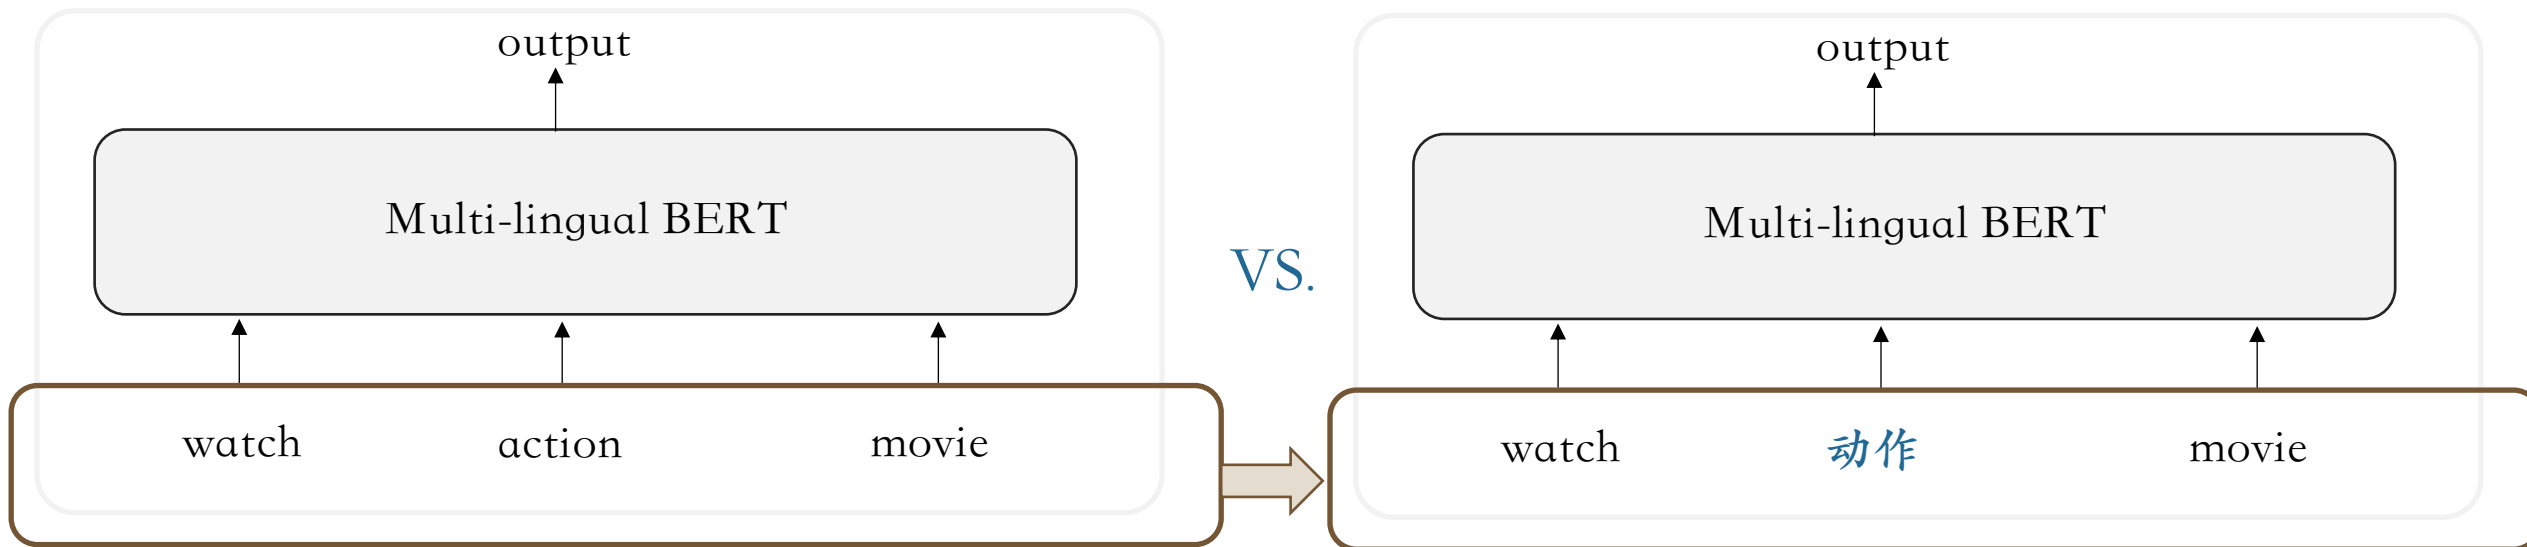 output
Multi-lingual BERT
watch action movie
VS.
output
Multi-lingual BERT
watch 动作 movie